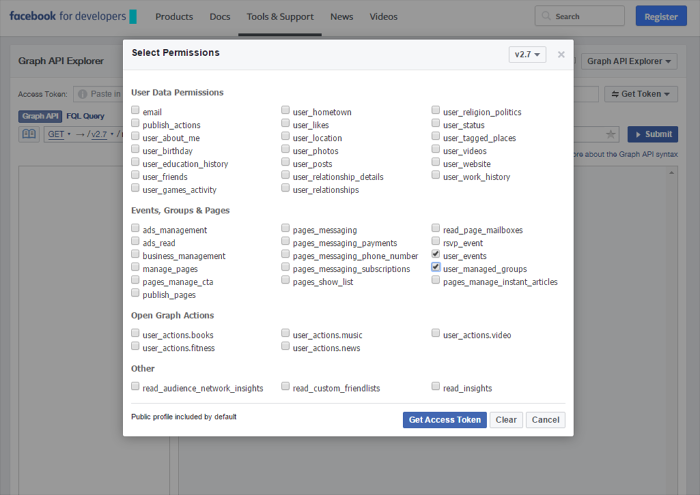 facebook for developers
Products Docs Tools & Support News Videos
Search
Register
Graph API Explorer
Graph API Explorer
Access Token: Paste in
Get Token
Graph API FQL Query
GET → / v2.7 /
Submit
ore about the Graph API syntax
Select Permissions
v2.7
User Data Permissions
email user_hometown user_religion_politics
publish_actions user_likes user_status
user_about_me user_location user_tagged_places
user_birthday user_photos user_videos
user_education_history user_posts user_website
user_friends user_relationship_details user_work_history
user_games_activity user_relationships
Events, Groups & Pages
ads_management pages_messaging read_page_mailboxes
ads_read pages_messaging_payments rsvp_event
business_management pages_messaging_phone_number user_events
manage_pages pages_messaging_subscriptions user_managed_groups
pages_manage_cta pages_show_list pages_manage_instant_articles
publish_pages
Open Graph Actions
user_actions.books user_actions.music user_actions.video
user_actions.fitness user_actions.news
Other
read_audience_network_insights read_custom_friendlists read_insights
Public profile included by default
Get Access Token Clear Cancel